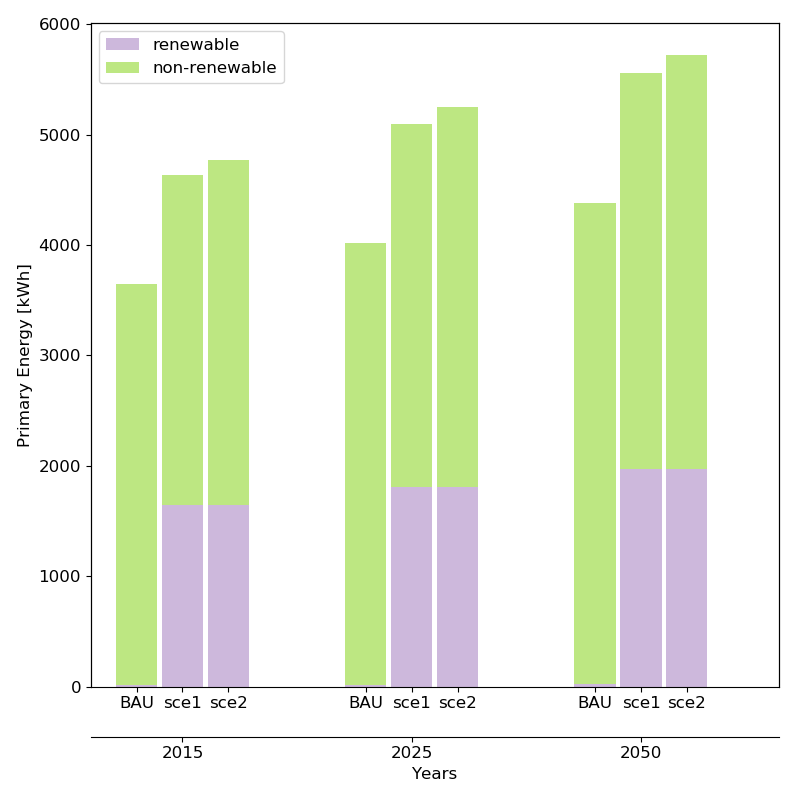 renewable
non-renewable
6000
5000
4000
3000
2000
1000
0
Primary Energy [kWh]
BAU sce1 sce2 BAU sce1 sce2 BAU sce1 sce2
2015 2025 2050
Years